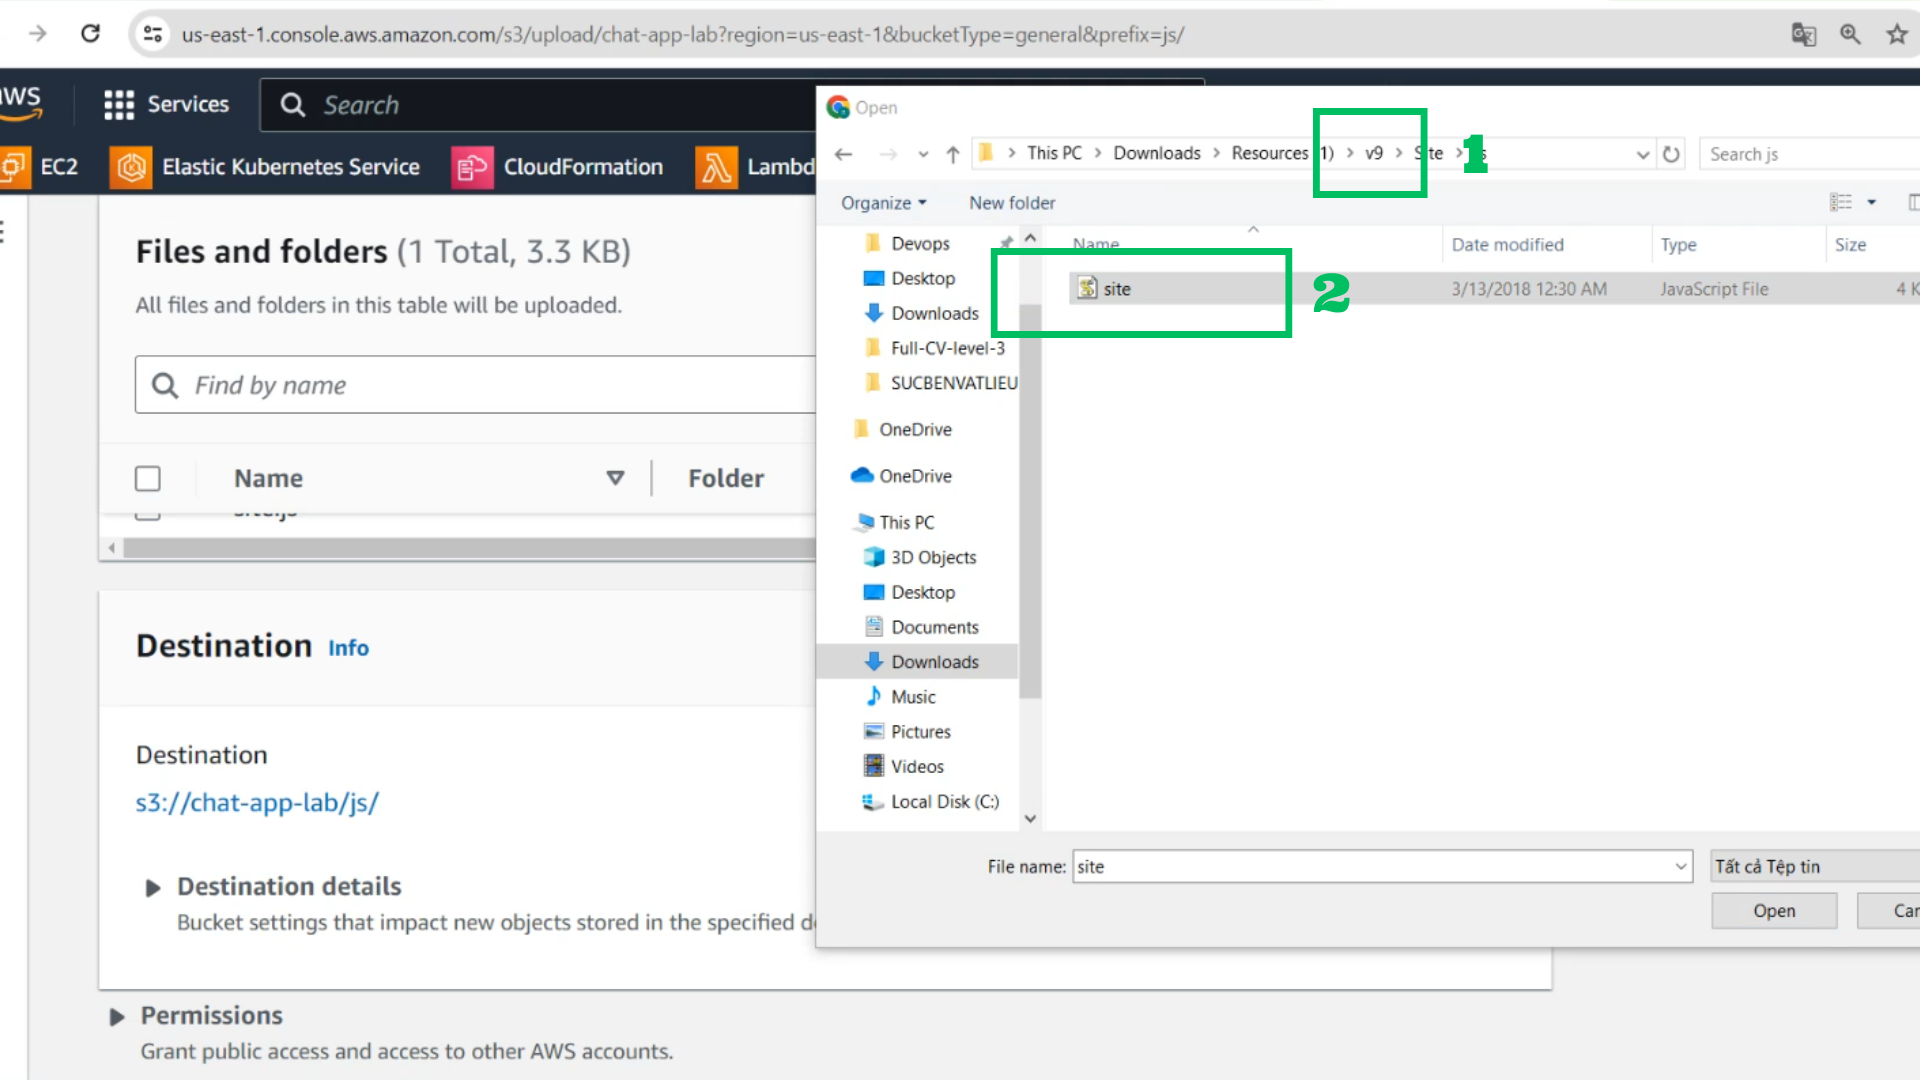 us-east-1.console.aws.amazon.com/s3/upload/chat-app-lab?region=us-east-1&bucketType=general&prefix=js/
Services
Search
EC2
Elastic Kubernetes Service
CloudFormation
Open
This PC > Downloads > Resources 1) > v9 > Site >
1
Search js
Organize
New folder
Files and folders (1 Total, 3.3 KB)
All files and folders in this table will be uploaded.
Find by name
Name
Folder
site.js
Devops
Desktop
Downloads
Full-CV-level-3
SUCBENVATLIEU
OneDrive
OneDrive
This PC
3D Objects
Desktop
Documents
Downloads
Music
Pictures
Videos
Local Disk (C:)
Name
Date modified
Type
Size
site
3/13/2018 12:30 AM
JavaScript File
4
2
Destination Info
Destination
s3://chat-app-lab/js/
Destination details
Bucket settings that impact new objects stored in the specified
File name: site
Tất cả Tệp tin
Open
Permissions
Grant public access and access to other AWS accounts.